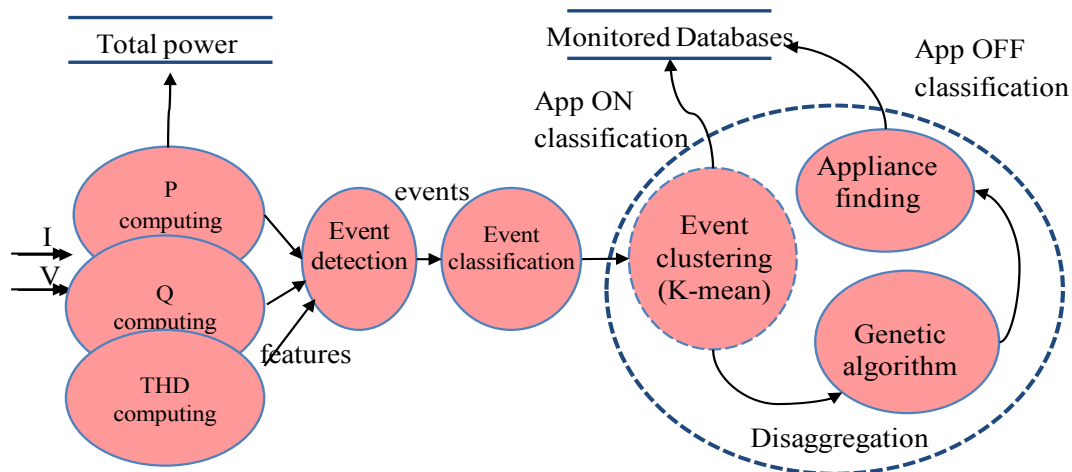 Total power
Monitored Databases
App OFF
classification
App ON
classification
P
computing
I
V
Q
computing
THD
computing
features
Event
detection
events
Event
classification
Event
clustering
(K-mean)
Appliance
finding
Genetic
algorithm
Disaggregation